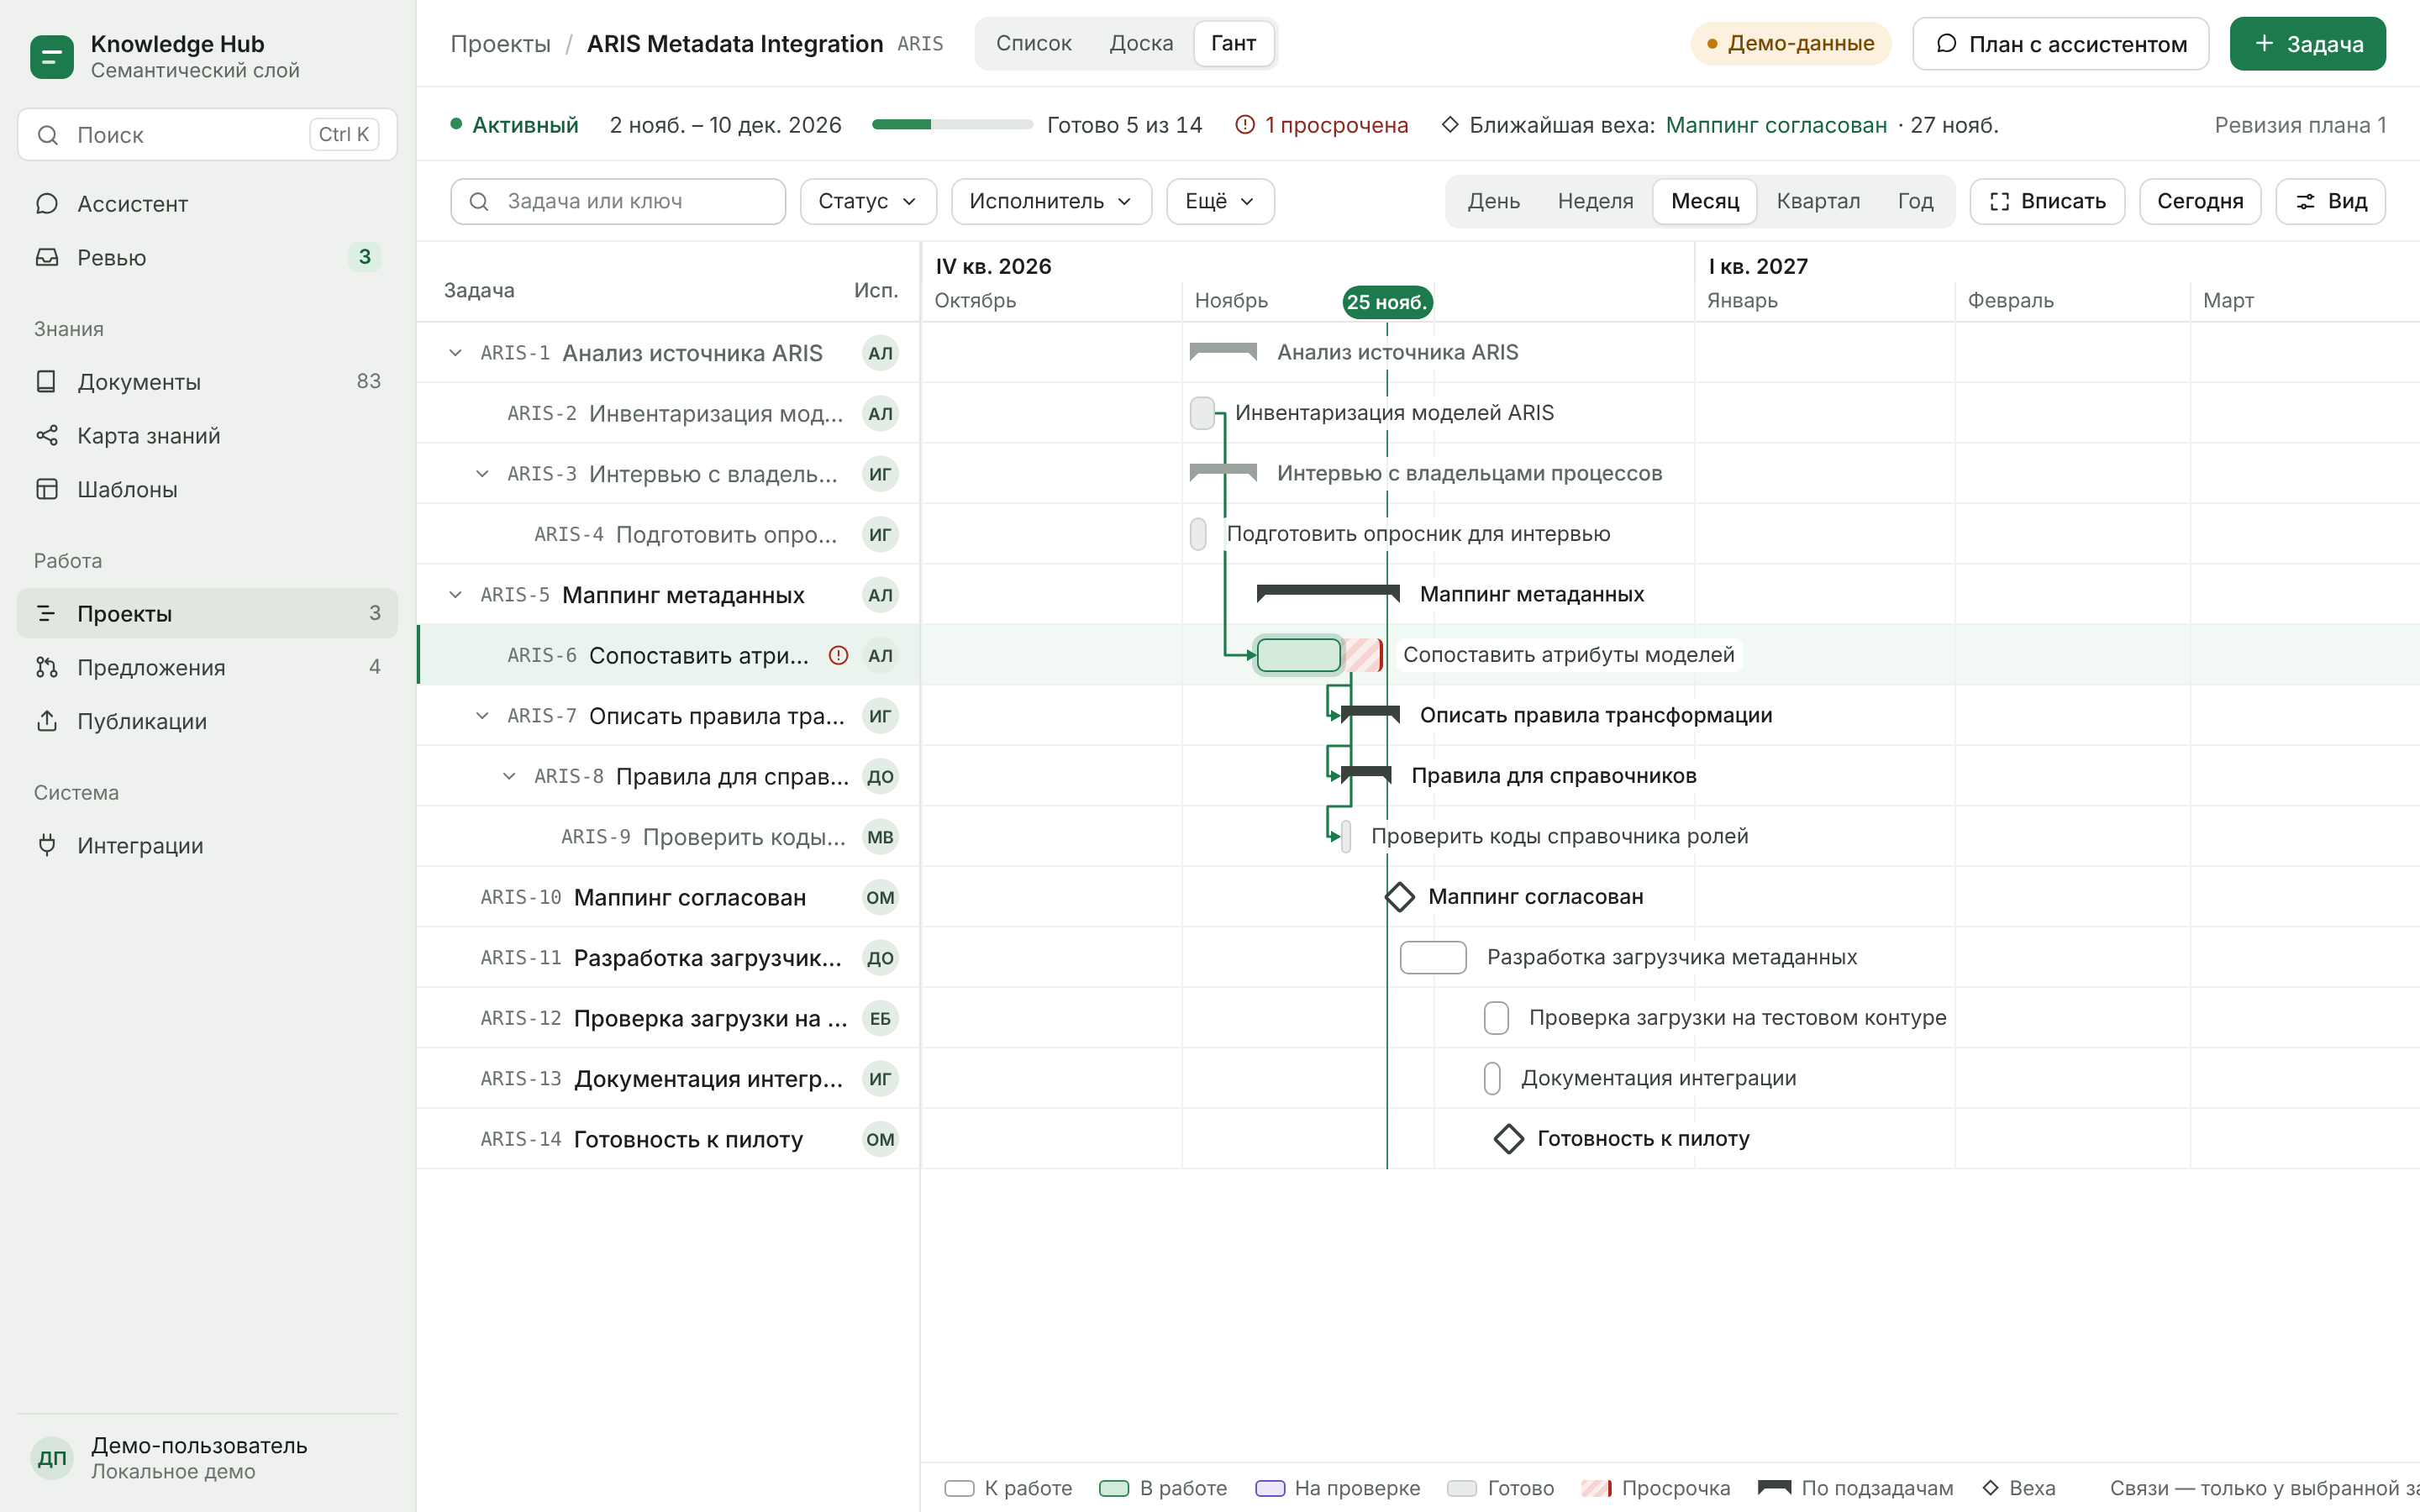 Knowledge Hub
Семантический слой
Поиск Ctrl K
Ассистент
Ревью 3
Знания
Документы 83
Карта знаний
Шаблоны
Работа
Проекты 3
Предложения 4
Публикации
Система
Интеграции
ДП Демо-пользователь
Локальное демо
Проекты / ARIS Metadata Integration ARIS Список Доска Гант Демо-данные План с ассистентом + Задача
Активный 2 нояб. – 10 дек. 2026 Готово 5 из 14 1 просрочена Ближайшая веха: Маппинг согласован · 27 нояб. Ревизия плана 1
Задача или ключ Статус Исполнитель Ещё День Неделя Месяц Квартал Год Вписать Сегодня Вид
Задача Исп. IV кв. 2026 I кв. 2027
Октябрь Ноябрь 25 нояб. Январь Февраль Март
ARIS-1 Анализ источника ARIS АЛ Анализ источника ARIS
ARIS-2 Инвентаризация мод... АЛ Инвентаризация моделей ARIS
ARIS-3 Интервью с владель... ИГ Интервью с владельцами процессов
ARIS-4 Подготовить опро... ИГ Подготовить опросник для интервью
ARIS-5 Маппинг метаданных АЛ Маппинг метаданных
ARIS-6 Сопоставить атри... АЛ Сопоставить атрибуты моделей
ARIS-7 Описать правила тра... ИГ Описать правила трансформации
ARIS-8 Правила для справ... ДО Правила для справочников
ARIS-9 Проверить коды... МВ Проверить коды справочника ролей
ARIS-10 Маппинг согласован ОМ Маппинг согласован
ARIS-11 Разработка загрузчик... ДО Разработка загрузчика метаданных
ARIS-12 Проверка загрузки на ... ЕБ Проверка загрузки на тестовом контуре
ARIS-13 Документация интегр... ИГ Документация интеграции
ARIS-14 Готовность к пилоту ОМ Готовность к пилоту
К работе В работе На проверке Готово Просрочка По подзадачам Веха Связи — только у выбранной